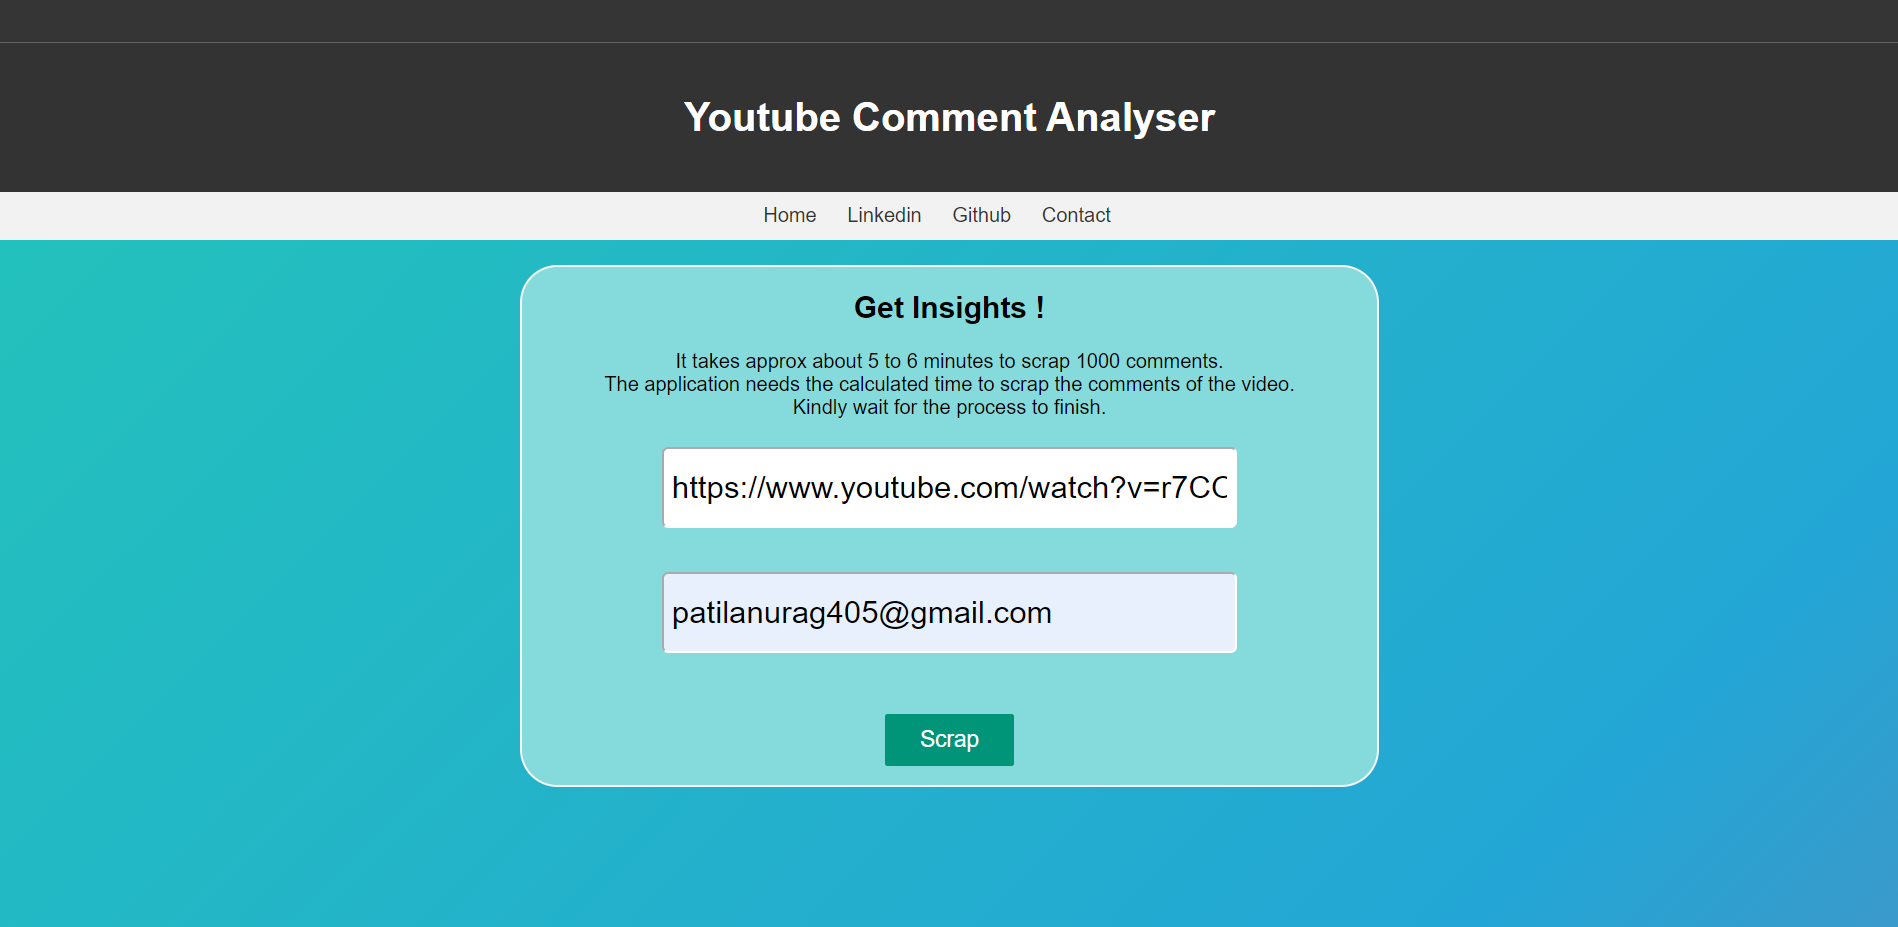 Youtube Comment Analyser
Home Linkedin Github Contact
Get Insights !
It takes approx about 5 to 6 minutes to scrap 1000 comments.
The application needs the calculated time to scrap the comments of the video.
Kindly wait for the process to finish.
https://www.youtube.com/watch?v=r7CC
patilanurag405@gmail.com
Scrap